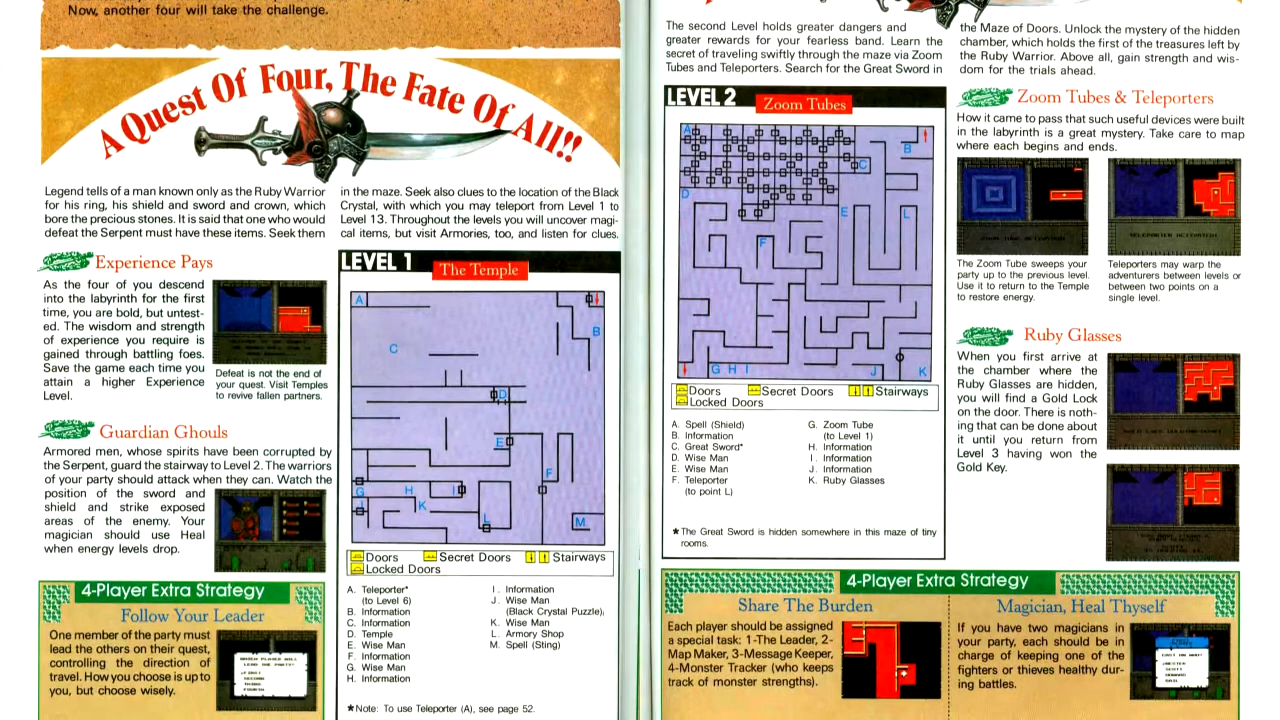 Now, another four will take the challenge.
A Quest Of Four, The Fate Of All!!
Legend tells of a man known only as the Ruby Warrior
for his ring, his shield and sword and crown, which
bore the precious stones. It is said that one who would
defeat the Serpent must have these items. Seek them
in the maze. Seek also clues to the location of the Black
Crystal, with which you may teleport from Level 1 to
Level 13. Throughout the levels you will uncover magi-
cal items, but visit Armories, too, and listen for clues.
Experience Pays
As the four of you descend
into the labyrinth for the first
time, you are bold, but untest-
ed. The wisdom and strength
of experience you require is
gained through battling foes.
Save the game each time you
attain a higher Experience
Level.
Defeat is not the end of
your quest. Visit Temples
to revive fallen partners.
Guardian Ghouls
Armored men, whose spirits have been corrupted by
the Serpent, guard the stairway to Level 2. The warriors
of your party should attack when they can. Watch the
position of the sword and
shield and strike exposed
areas of the enemy. Your
magician should use Heal
when energy levels drop.
4-Player Extra Strategy
Follow Your Leader
One member of the party must
lead the others on their quest,
controlling the direction of
travel. How you choose is up to
you, but choose wisely.
LEVEL 1
The Temple
A
B
C
D
E
F
G
H
I
J
K
L
M
Doors
Secret Doors
Stairways
Locked Doors
A. Teleporter*
(to Level 6)
B. Information
C. Information
D. Temple
E. Wise Man
F. Information
G. Wise Man
H. Information
I. Information
J. Wise Man
(Black Crystal Puzzle)
K. Wise Man
L. Armory Shop
M. Spell (Sting)
★Note: To use Teleporter (A), see page 52.
The second Level holds greater dangers and
greater rewards for your fearless band. Learn the
secret of traveling swiftly through the maze via Zoom
Tubes and Teleporters. Search for the Great Sword in
the Maze of Doors. Unlock the mystery of the hidden
chamber, which holds the first of the treasures left by
the Ruby Warrior. Above all, gain strength and wis-
dom for the trials ahead.
LEVEL 2
Zoom Tubes
A
B
C
D
E
L
F
G H I
J
K
Doors
Secret Doors
Stairways
Locked Doors
A. Spell (Shield)
B. Information
C. Great Sword*
D. Wise Man
E. Wise Man
F. Teleporter
(to point L)
G. Zoom Tube
(to Level 1)
H. Information
I. Information
J. Information
K. Ruby Glasses
★The Great Sword is hidden somewhere in this maze of tiny
rooms.
Zoom Tubes & Teleporters
How it came to pass that such useful devices were built
in the labyrinth is a great mystery. Take care to map
where each begins and ends.
ZOOM TUBE ACTIVATED!
TELEPORTER ACTIVATED!
The Zoom Tube sweeps your
party up to the previous level.
Use it to return to the Temple
to restore energy.
Teleporters may warp the
adventurers between levels or
between two points on a
single level.
Ruby Glasses
When you first arrive at
the chamber where the
Ruby Glasses are hidden,
you will find a Gold Lock
on the door. There is noth-
ing that can be done about
it until you return from
Level 3 having won the
Gold Key.
4-Player Extra Strategy
Share The Burden
Each player should be assigned
a special task: 1-The Leader, 2-
Map Maker, 3-Message Keeper,
4-Monster Tracker (who keeps
track of monster strengths).
Magician, Heal Thyself
If you have two magicians in
your party, each should be in
charge of keeping one of the
fighters or thieves healthy dur-
ing battles.